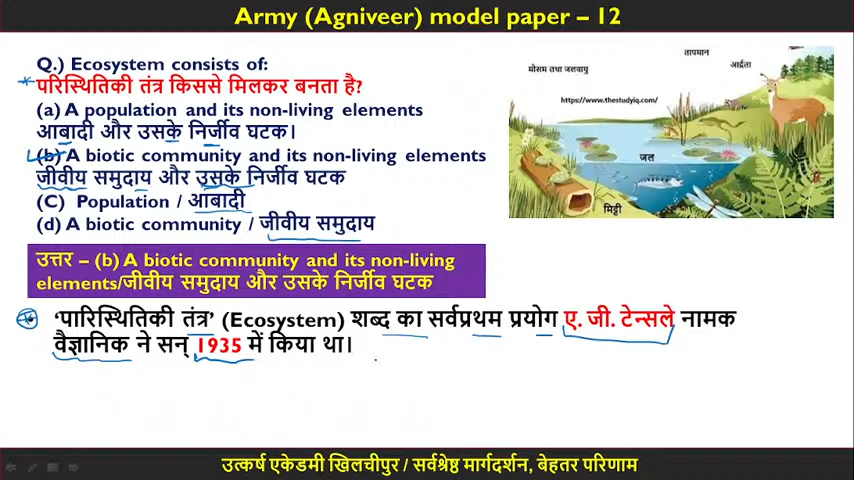 Army (Agniveer) model paper – 12
Q.) Ecosystem consists of:
परिस्थितिकी तंत्र किससे मिलकर बनता है?
(a) A population and its non-living elements
आबादी और उसके निर्जीव घटक।
(b) A biotic community and its non-living elements
जीवीय समुदाय और उसके निर्जीव घटक
(C) Population / आबादी
(d) A biotic community / जीवीय समुदाय
तापमान
मोसम तथा जलवायु
आर्द्रता
https://www.thestudyiq.com/
जल
मिट्टी
उत्तर – (b) A biotic community and its non-living
elements/जीवीय समुदाय और उसके निर्जीव घटक
‘पारिस्थितिकी तंत्र’ (Ecosystem) शब्द का सर्वप्रथम प्रयोग ए. जी. टेन्सले नामक
वैज्ञानिक ने सन् 1935 में किया था।
उत्कर्ष एकेडमी खिलचीपुर / सर्वश्रेष्ठ मार्गदर्शन, बेहतर परिणाम